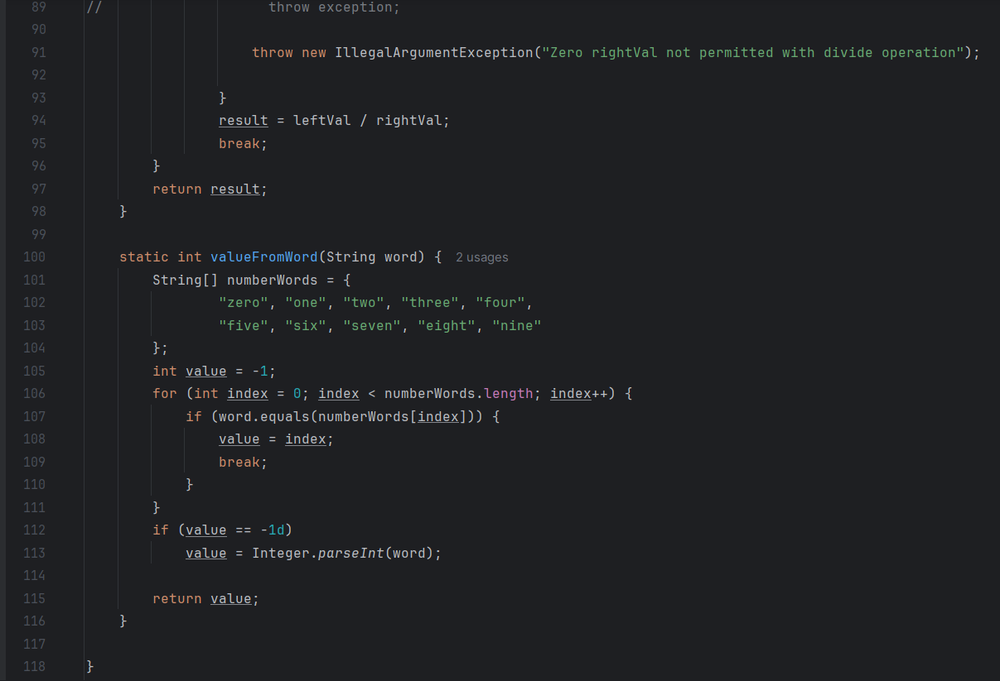 89 // throw exception;
90
91 throw new IllegalArgumentException("Zero rightVal not permitted with divide operation");
92
93 }
94 result = leftVal / rightVal;
95 break;
96 }
97 return result;
98 }
99
100 static int valueFromWord(String word) { 2 usages
101 String[] numberWords = {
102 "zero", "one", "two", "three", "four",
103 "five", "six", "seven", "eight", "nine"
104 };
105 int value = -1;
106 for (int index = 0; index < numberWords.length; index++) {
107 if (word.equals(numberWords[index])) {
108 value = index;
109 break;
110 }
111 }
112 if (value == -1d)
113 value = Integer.parseInt(word);
114
115 return value;
116 }
117
118 }